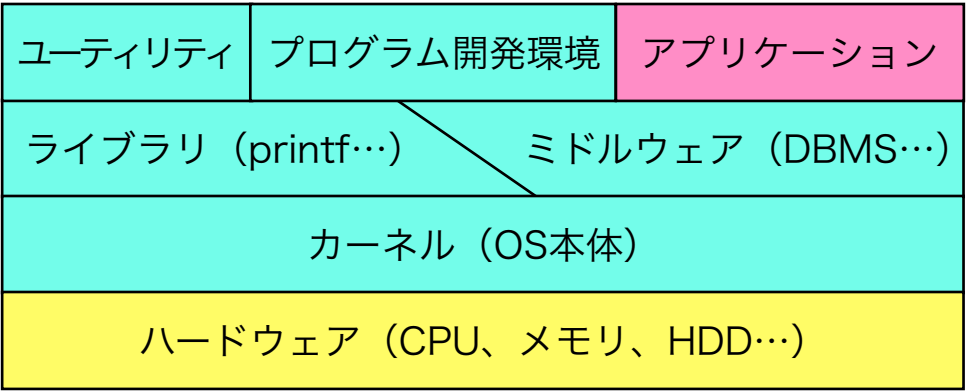 ユーティリティ プログラム開発環境 アプリケーション
ライブラリ（printf…） ミドルウェア（DBMS…）
カーネル（OS本体）
ハードウェア（CPU、メモリ、HDD…）